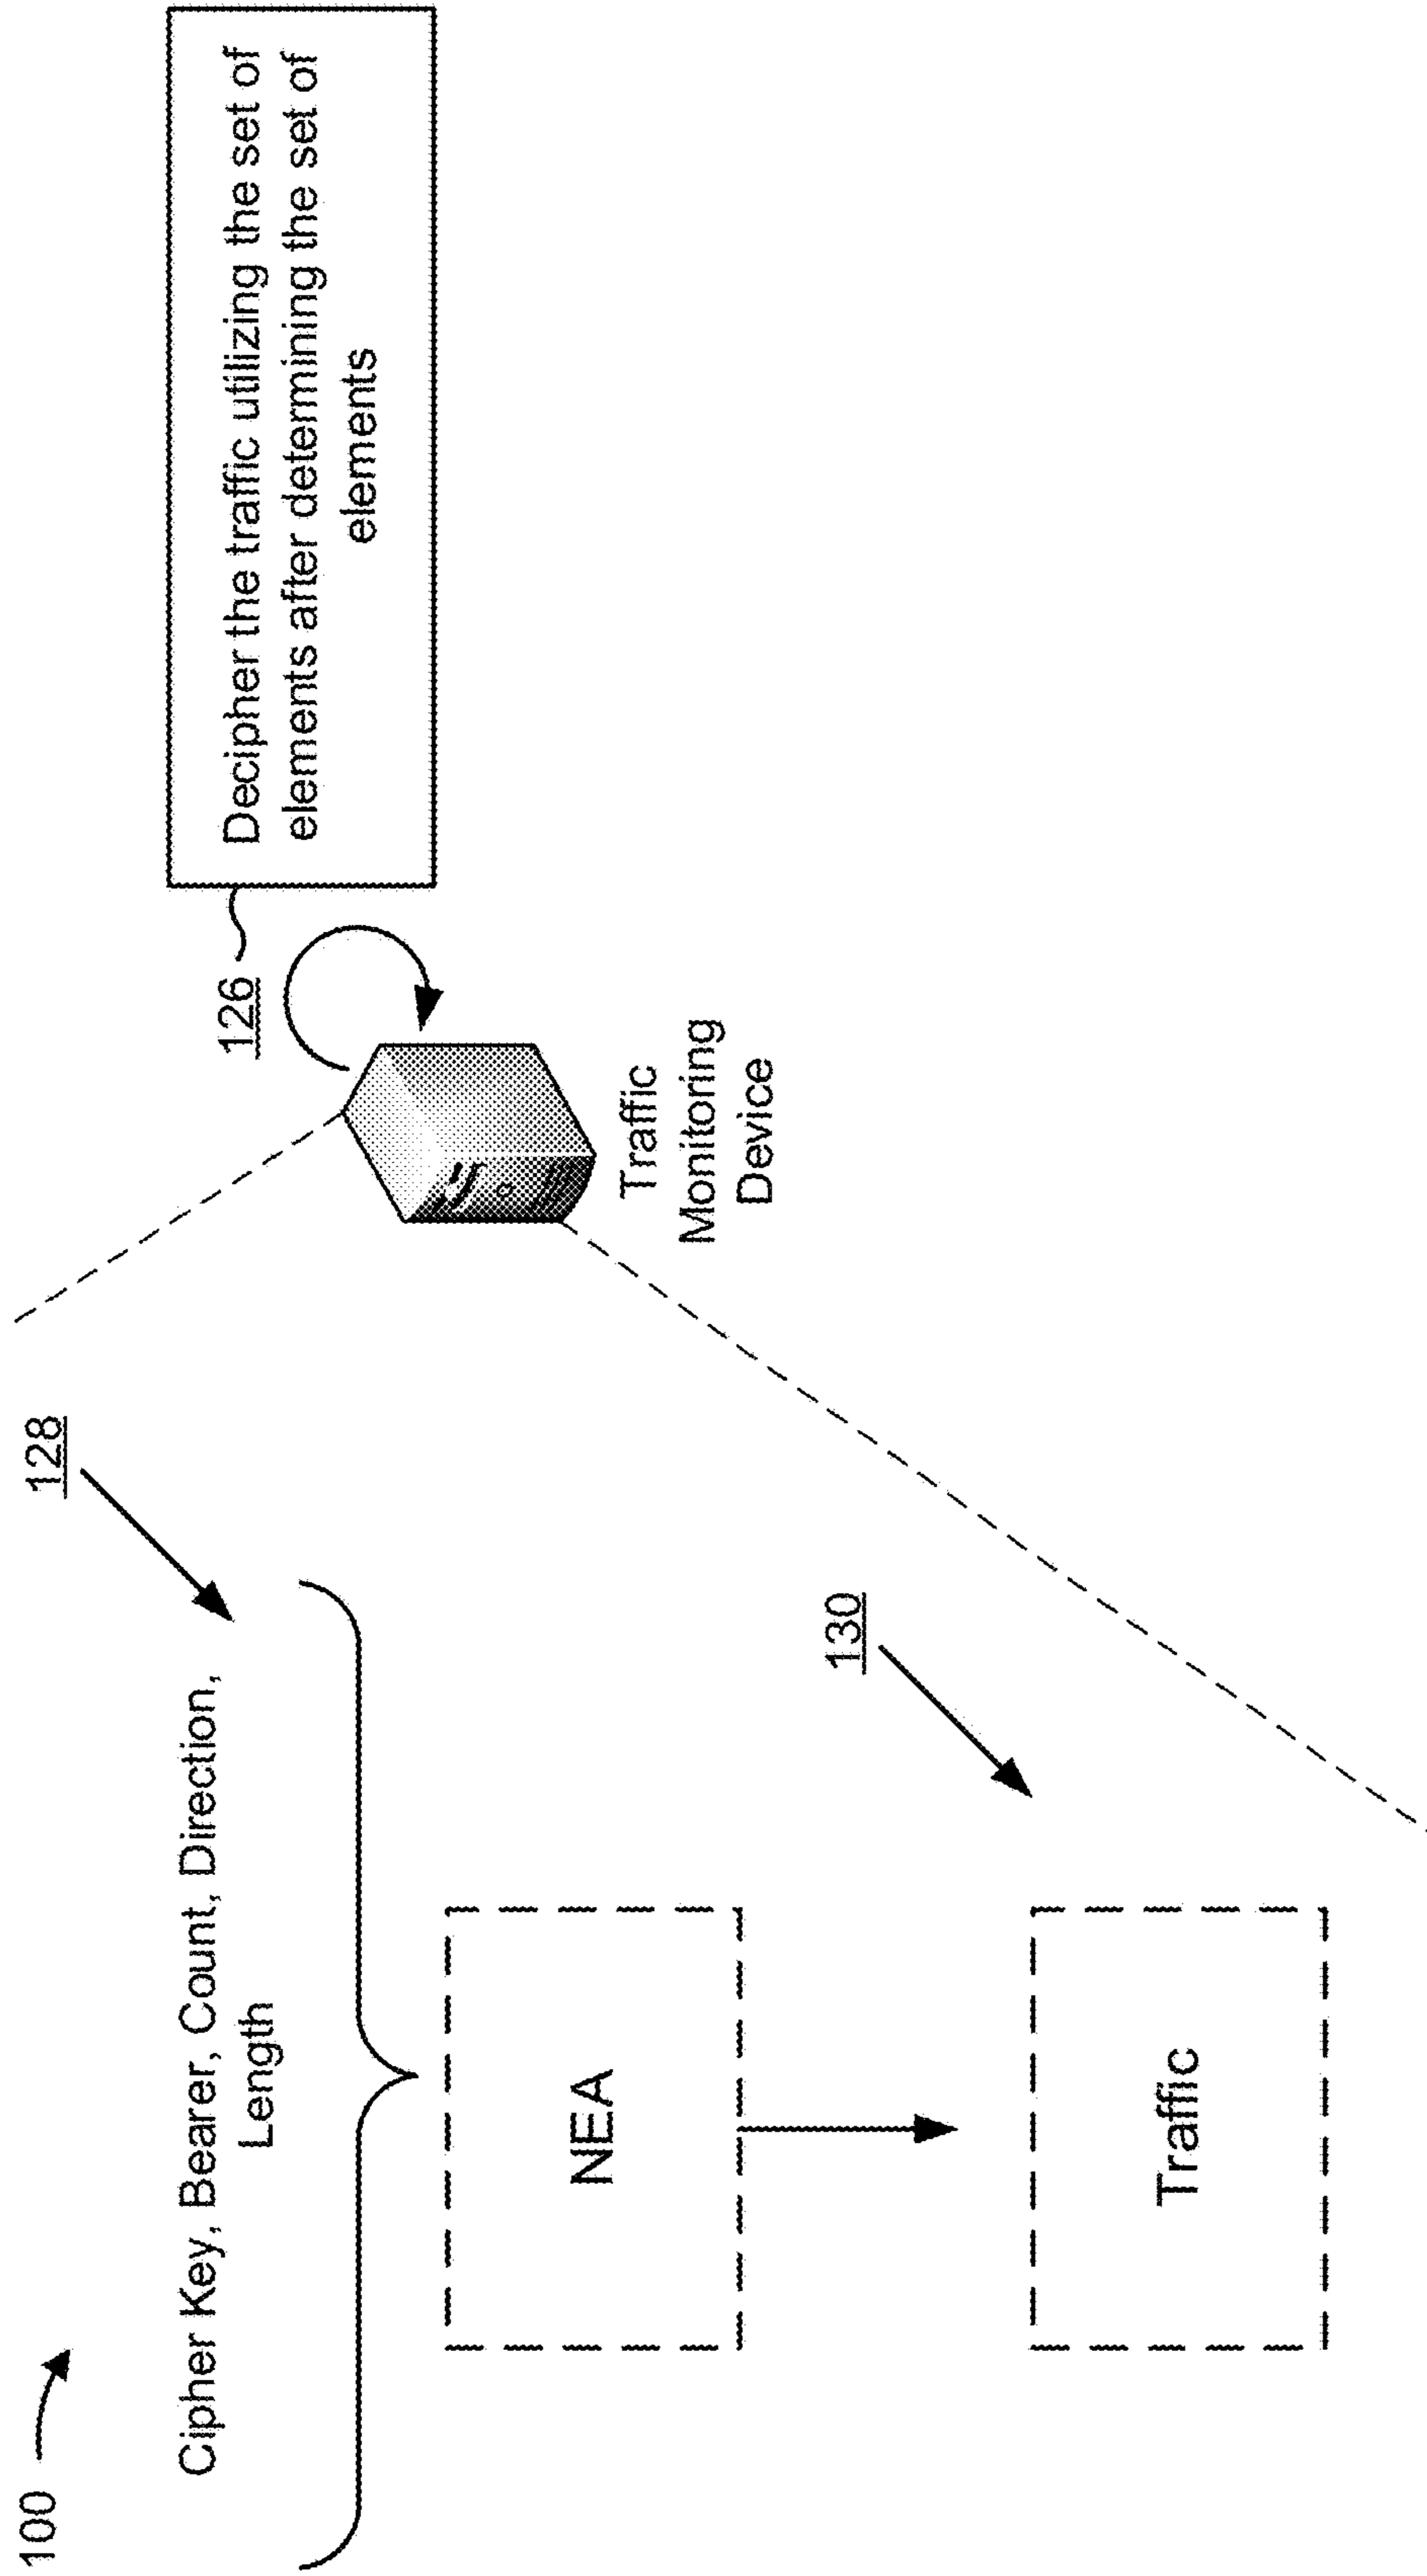 100
Cipher Key, Bearer, Count, Direction,
Length
128
NEA
130
Traffic
Traffic
Monitoring
Device
126
Decipher the traffic utilizing the set of
elements after determining the set of
elements